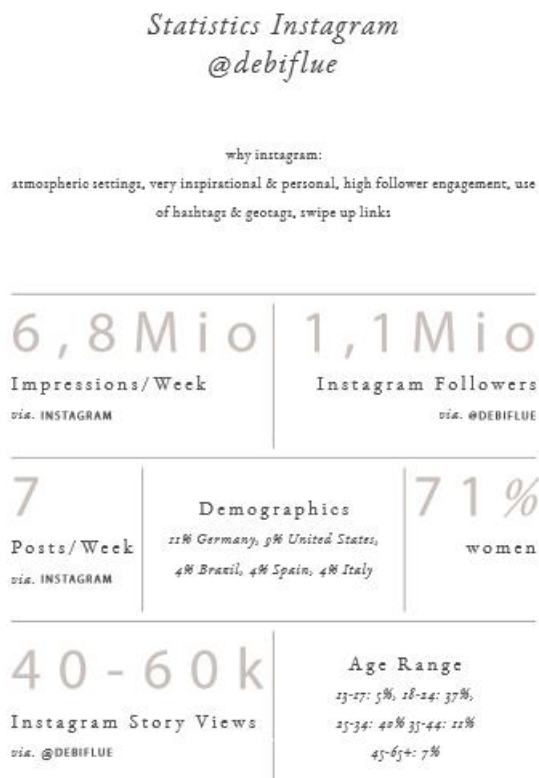 Statistics Instagram
@debiflue
why instagram:
atmospheric settings, very inspirational & personal, high follower engagement, use
of hashtags & geotags, swipe up links
6,8Mio
Impressions/Week
via. INSTAGRAM
1,1Mio
Instagram Followers
via. @DEBIFLUE
7
Posts/Week
via. INSTAGRAM
Demographics
11% Germany, 9% United States,
4% Brazil, 4% Spain, 4% Italy
71%
women
40-60k
Instagram Story Views
via. @DEBIFLUE
Age Range
13-17: 5%, 18-24: 37%,
25-34: 40% 35-44: 11%
45-65+: 7%